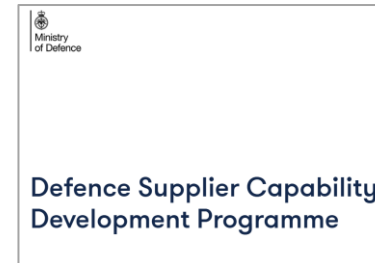 Ministry
of Defence
Defence Supplier Capability
Development Programme